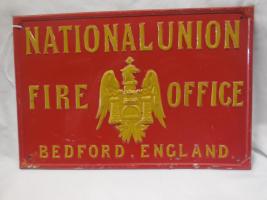 NATIONAL UNION
FIRE OFFICE
BEDFORD, ENGLAND